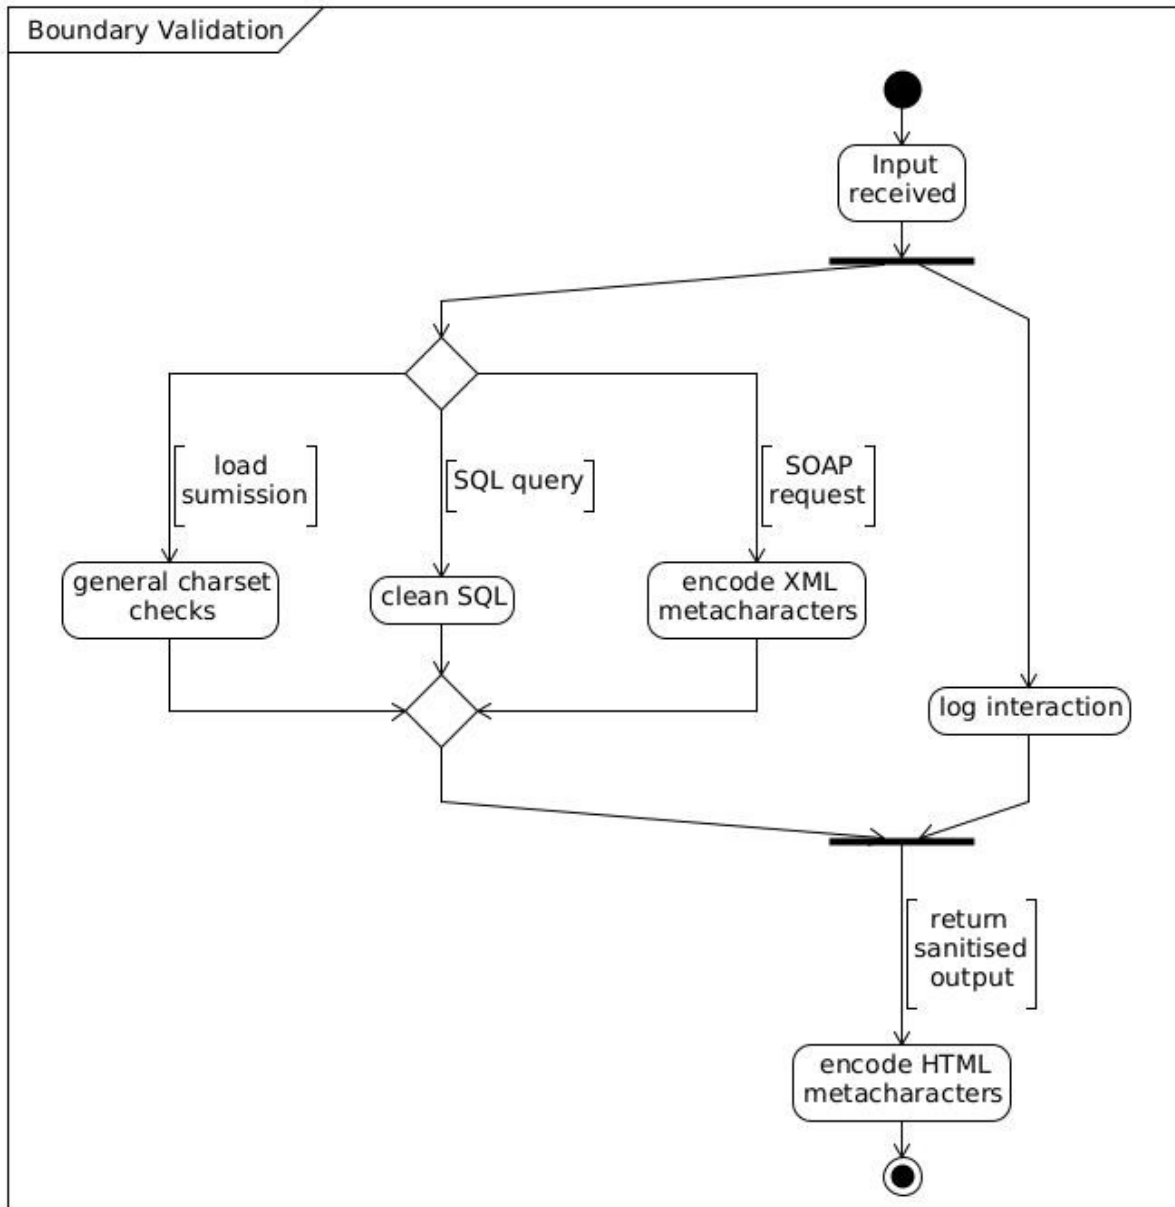 Boundary Validation
Input
received
load
sumission
SQL query
SOAP
request
general charset
checks
clean SQL
encode XML
metacharacters
log interaction
return
sanitised
output
encode HTML
metacharacters